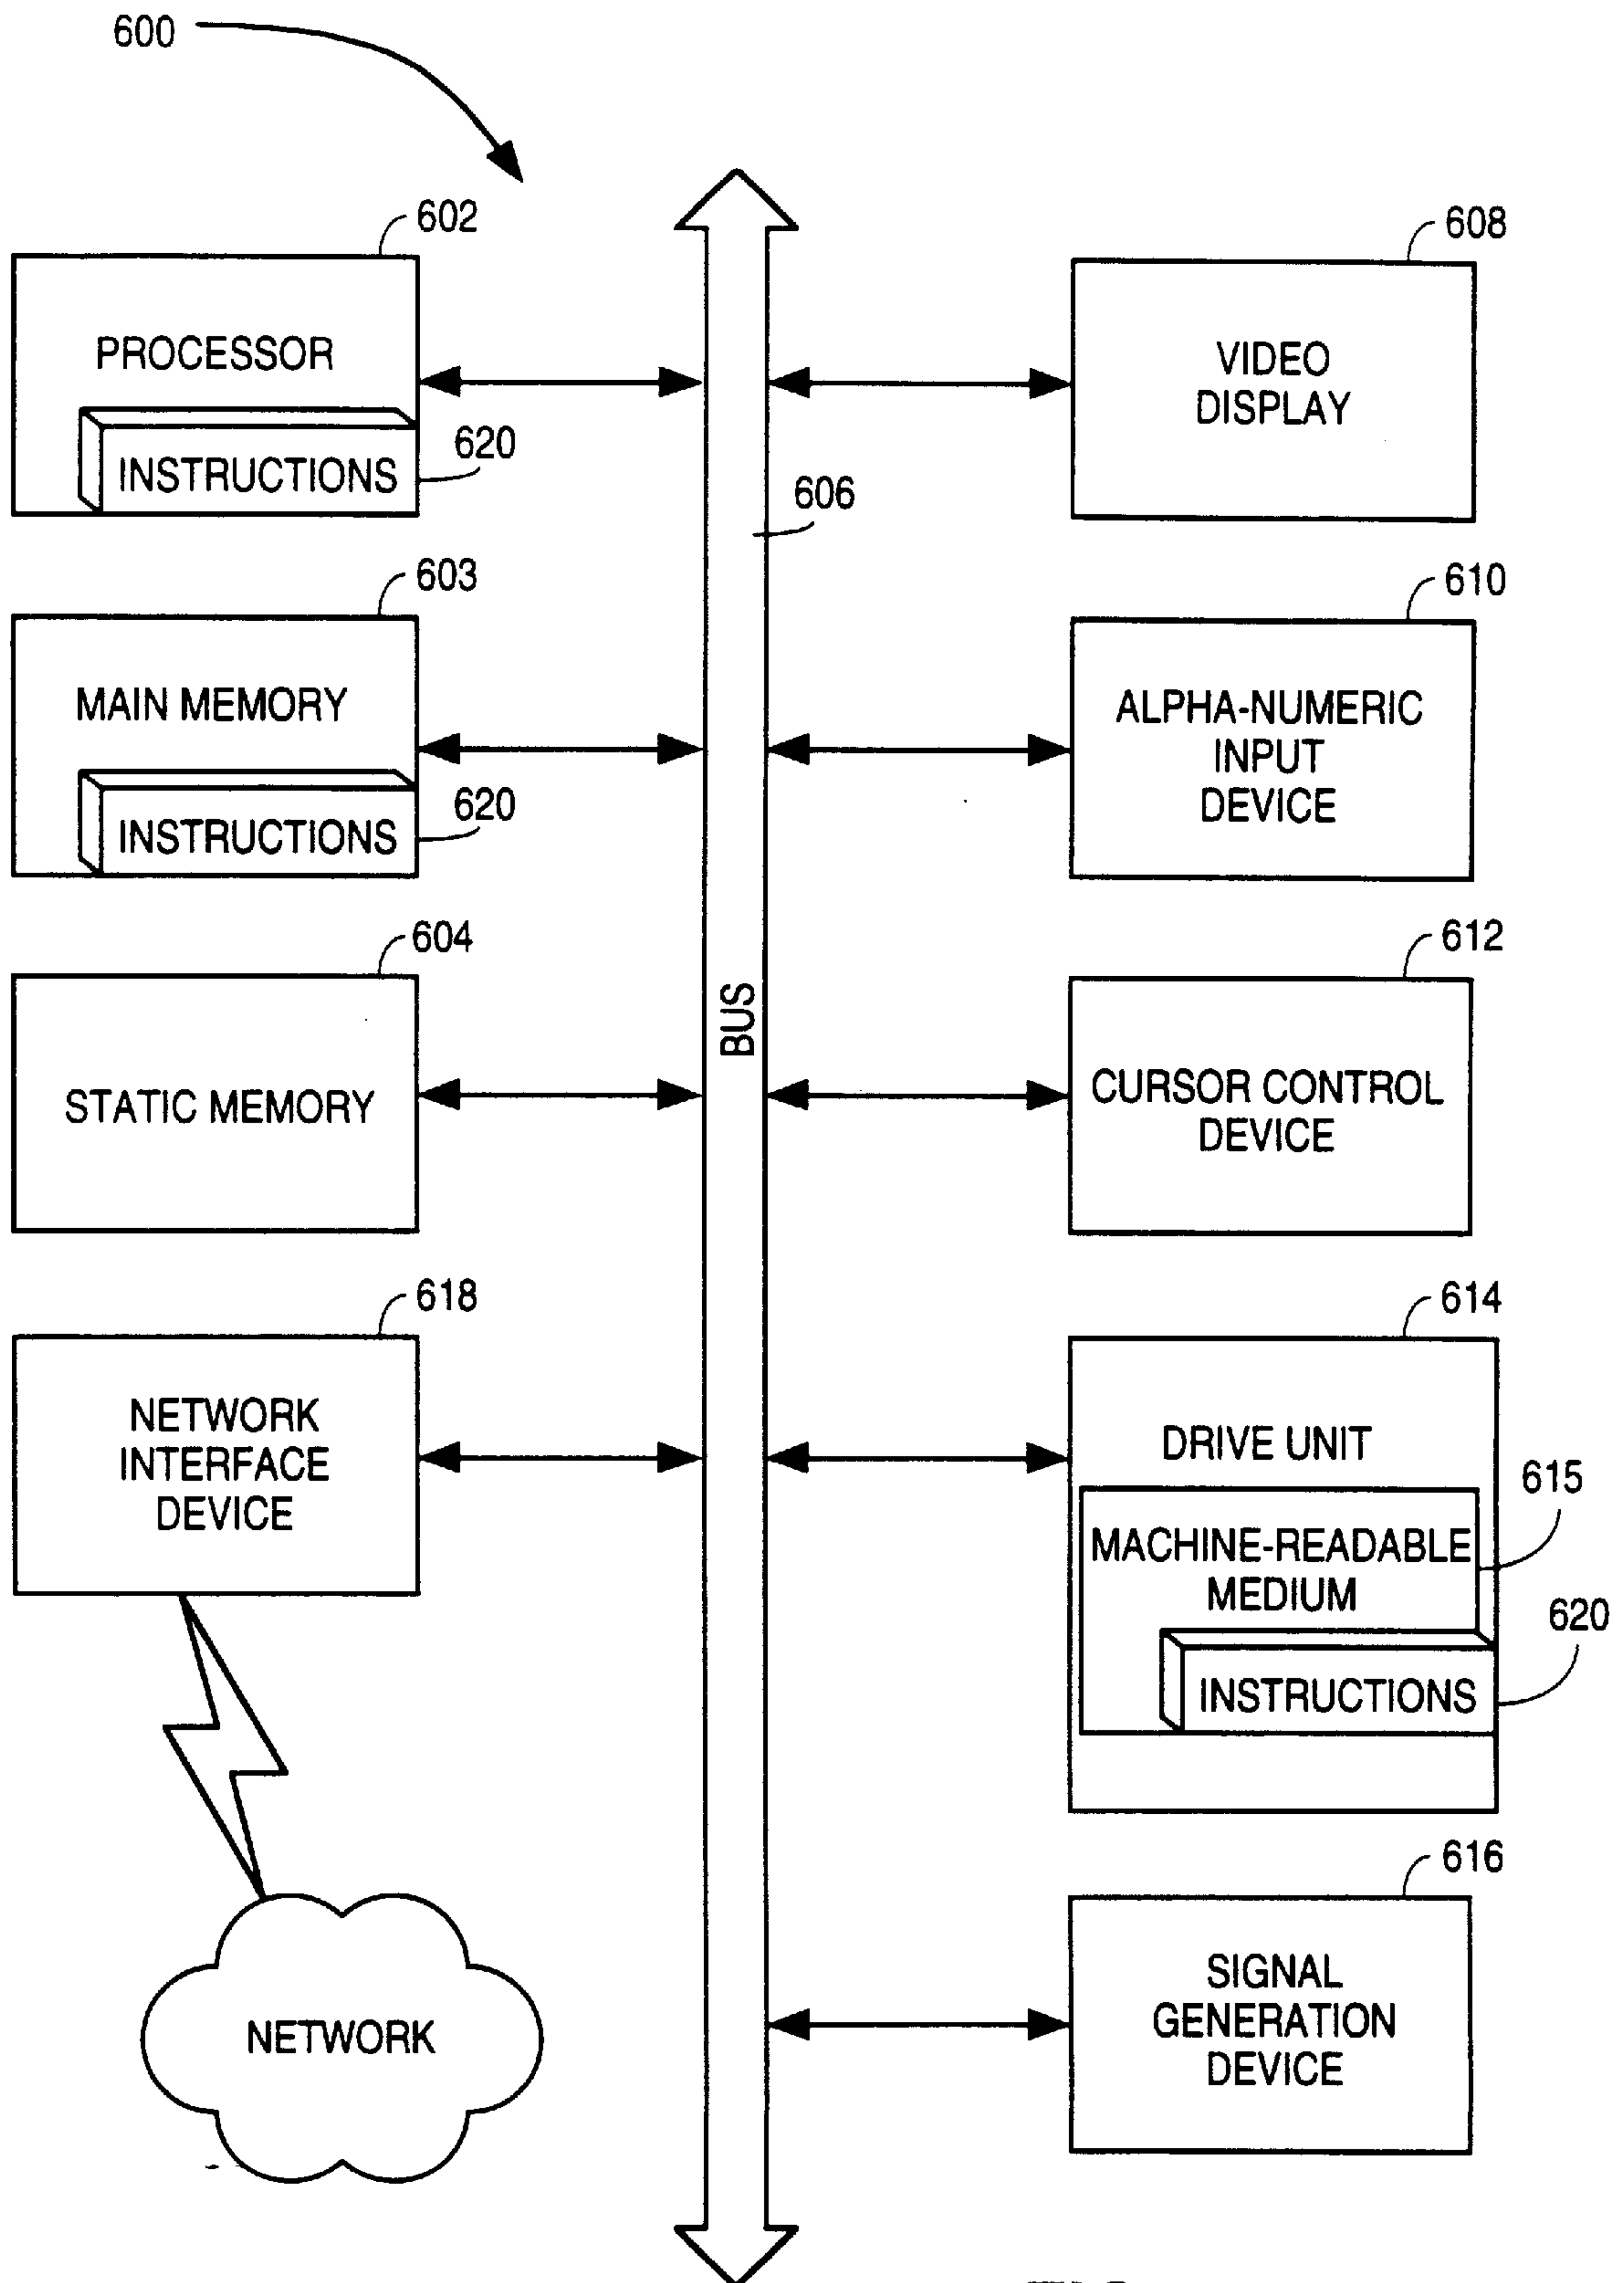 600
602
PROCESSOR
INSTRUCTIONS
620
603
MAIN MEMORY
INSTRUCTIONS
620
604
STATIC MEMORY
618
NETWORK
INTERFACE
DEVICE
NETWORK
606
BUS
608
VIDEO
DISPLAY
610
ALPHA-NUMERIC
INPUT
DEVICE
612
CURSOR CONTROL
DEVICE
614
DRIVE UNIT
615
MACHINE-READABLE
MEDIUM
620
INSTRUCTIONS
616
SIGNAL
GENERATION
DEVICE